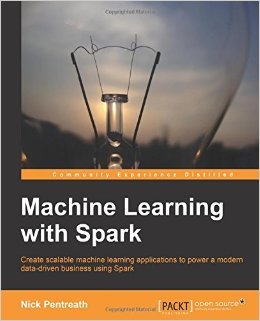 Community Experience Distilled
Machine Learning
with Spark
Create scalable machine learning applications to power a modern
data-driven business using Spark
Nick Pentreath
PACKT
PUBLISHING
open source